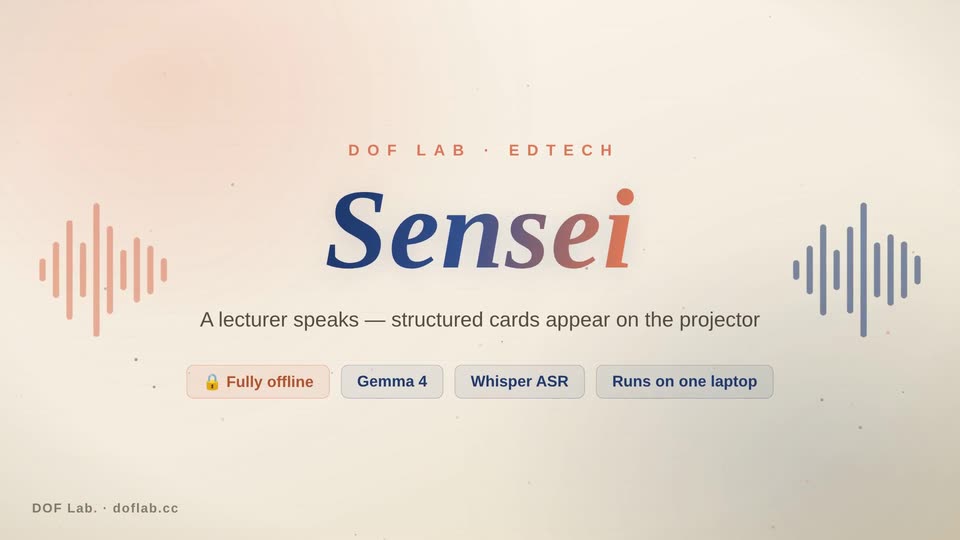 DOF LAB · EDTECH
Sensei
A lecturer speaks — structured cards appear on the projector
🔒 Fully offline Gemma 4 Whisper ASR Runs on one laptop
DOF Lab. · doflab.cc